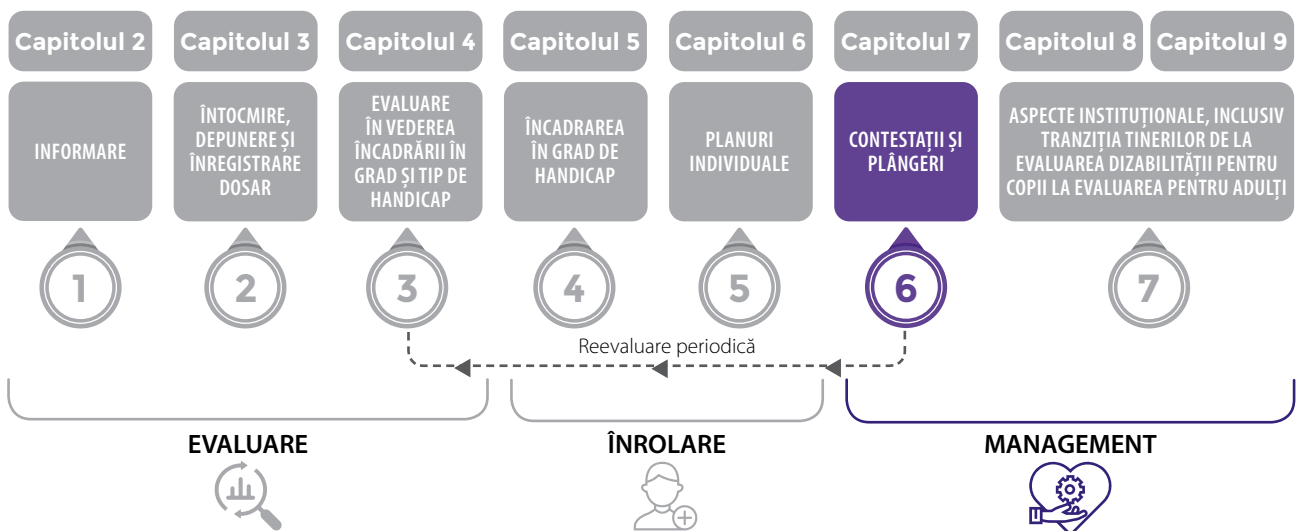 Capitolul 2
Capitolul 3
Capitolul 4
Capitolul 5
Capitolul 6
Capitolul 7
Capitolul 8
Capitolul 9
INFORMARE
ÎNTOCMIRE,
DEPUNERE ȘI
ÎNREGISTRARE
DOSAR
EVALUARE
ÎN VEDEREA
ÎNCADRĂRII ÎN
GRAD ȘI TIP DE
HANDICAP
ÎNCADRAREA
ÎN GRAD DE
HANDICAP
PLANURI
INDIVIDUALE
CONTESTAȚII ȘI
PLÂNGERI
ASPECTE INSTITUȚIONALE, INCLUSIV
TRANZIȚIA TINERILOR DE LA
EVALUAREA DIZABILITĂȚII PENTRU
COPII LA EVALUAREA PENTRU ADULȚI
1
2
3
4
5
6
7
Reevaluare periodică
EVALUARE
ÎNROLARE
MANAGEMENT